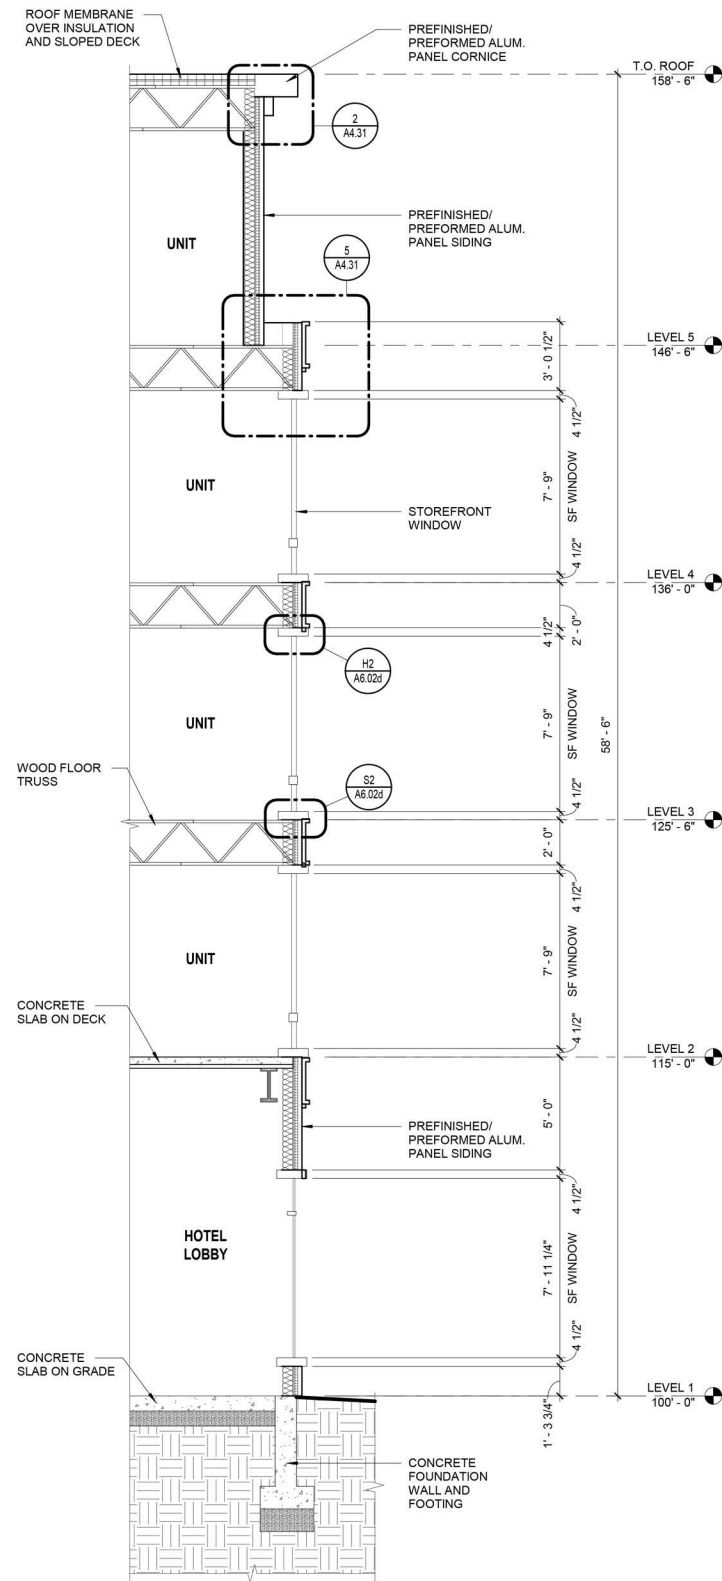 ROOF MEMBRANE
OVER INSULATION
AND SLOPED DECK
PREFINISHED/
PREFORMED ALUM.
PANEL CORNICE
T.O. ROOF
158' - 6"
2
A4.31
PREFINISHED/
PREFORMED ALUM.
PANEL SIDING
UNIT
5
A4.31
LEVEL 5
146' - 6"
3' - 0 1/2"
4 1/2"
7' - 9"
SF WINDOW
4 1/2"
UNIT
STOREFRONT
WINDOW
LEVEL 4
136' - 0"
2' - 0"
4 1/2"
H2
A6.02d
7' - 9"
SF WINDOW
4 1/2"
58' - 6"
UNIT
WOOD FLOOR
TRUSS
S2
A6.02d
LEVEL 3
125' - 6"
2' - 0"
4 1/2"
7' - 9"
SF WINDOW
4 1/2"
UNIT
CONCRETE
SLAB ON DECK
LEVEL 2
115' - 0"
5' - 0"
PREFINISHED/
PREFORMED ALUM.
PANEL SIDING
4 1/2"
7' - 11 1/4"
SF WINDOW
4 1/2"
HOTEL
LOBBY
CONCRETE
SLAB ON GRADE
LEVEL 1
100' - 0"
1' - 3 3/4"
CONCRETE
FOUNDATION
WALL AND
FOOTING